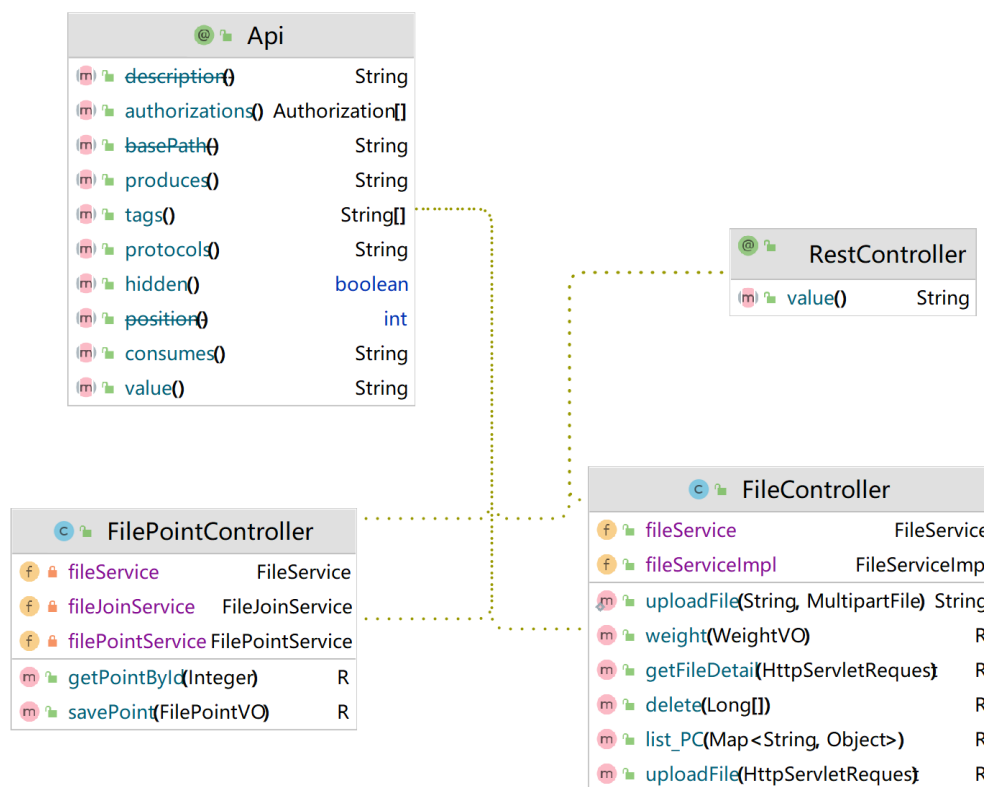 Api
description() String
authorizations() Authorization[]
basePath() String
produces() String
tags() String[]
protocols() String
hidden() boolean
position() int
consumes() String
value() String
RestController
value() String
FilePointController
fileService FileService
fileJoinService FileJoinService
filePointService FilePointService
getPointById(Integer) R
savePoint(FilePointVO) R
FileController
fileService FileService
fileServiceImpl FileServiceImp
uploadFile(String, MultipartFile) String
weight(WeightVO) R
getFileDetail(HttpServletRequest R
delete(Long[]) R
list_PC(Map<String, Object>) R
uploadFile(HttpServletRequest R